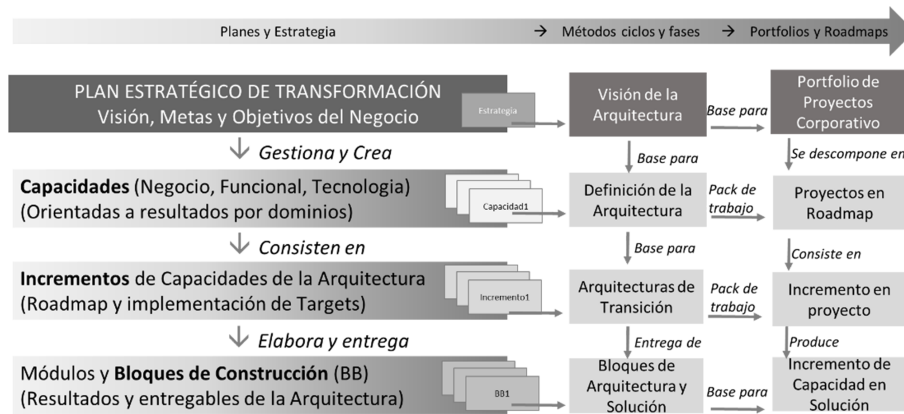 Planes y Estrategia → Métodos ciclos y fases → Portfolios y Roadmaps
PLAN ESTRATÉGICO DE TRANSFORMACIÓN
Visión, Metas y Objetivos del Negocio
Estrategia
Visión de la
Arquitectura
Base para
Portfolio de
Proyectos
Corporativo
Gestiona y Crea
Base para
Se descompone en
Capacidades (Negocio, Funcional, Tecnologia)
(Orientadas a resultados por dominios)
Capacidad1
Definición de la
Arquitectura
Pack de
trabajo
Proyectos en
Roadmap
Consisten en
Base para
Consiste en
Incrementos de Capacidades de la Arquitectura
(Roadmap y implementación de Targets)
Incremento1
Arquitecturas de
Transición
Pack de
trabajo
Incremento en
proyecto
Elabora y entrega
Entrega de
Produce
Módulos y Bloques de Construcción (BB)
(Resultados y entregables de la Arquitectura)
BB1
Bloques de
Arquitectura y
Solución
Base para
Incremento de
Capacidad en
Solución